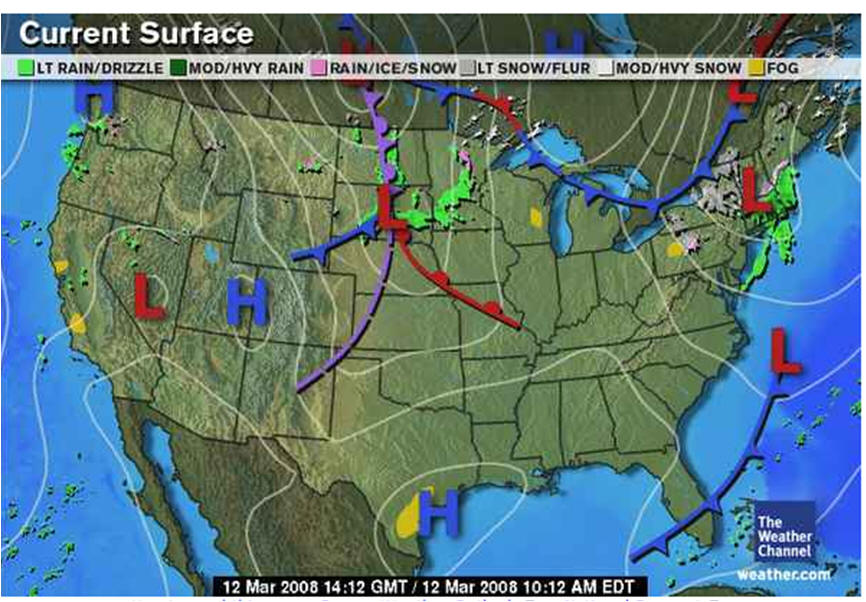 Current Surface
LT RAIN/DRIZZLE MOD/HVY RAIN RAIN/ICE/SNOW LT SNOW/FLUR MOD/HVY SNOW FOG
H
L
H
L
H
L
L
L
H
L
H
The
Weather
Channel
weather.com
12 Mar 2008 14:12 GMT / 12 Mar 2008 10:12 AM EDT